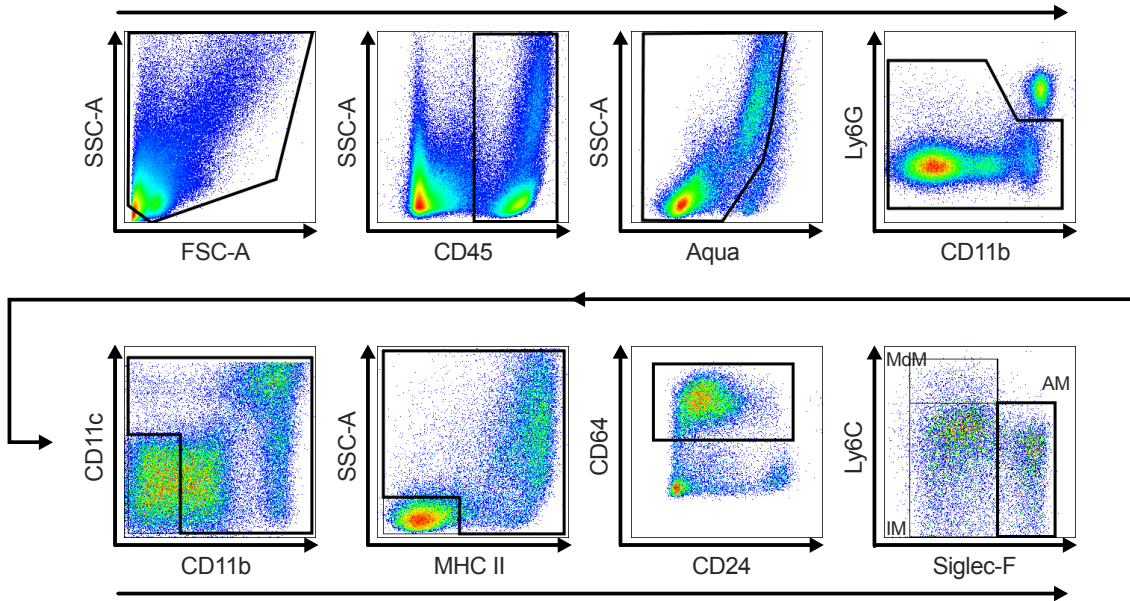 SSC-A
FSC-A
SSC-A
CD45
SSC-A
Aqua
Ly6G
CD11b
CD11c
CD11b
SSC-A
MHC II
CD64
CD24
MdM
AM
Ly6C
IM
Siglec-F